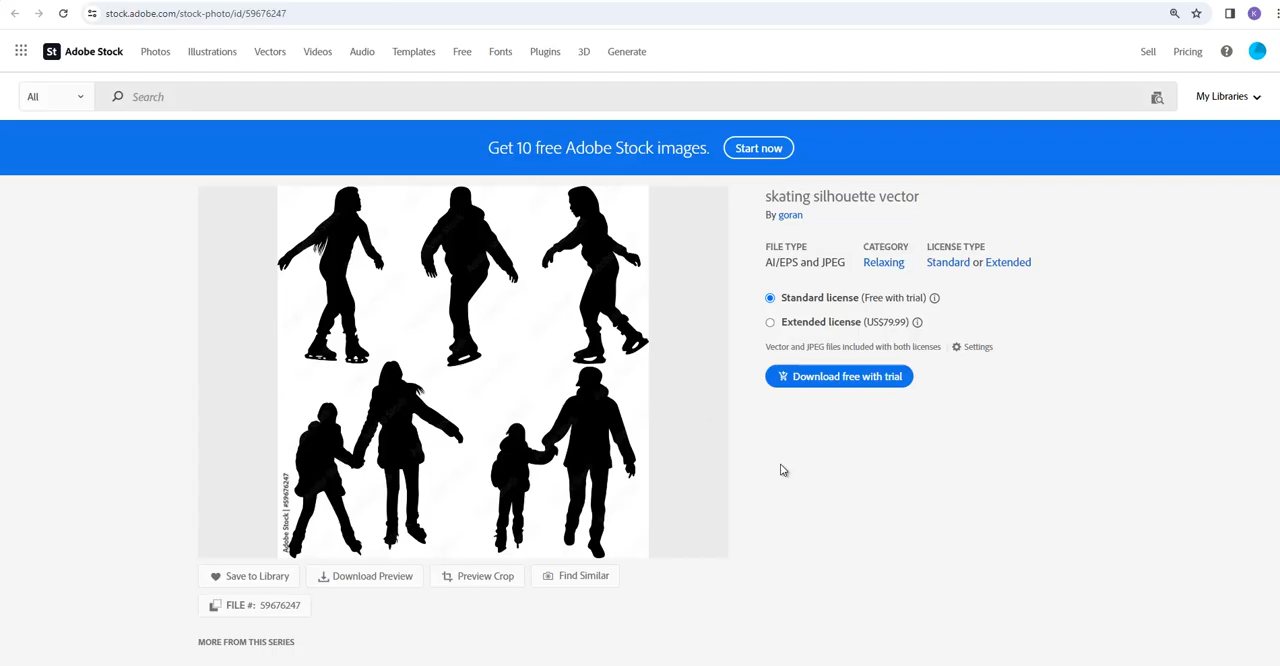 stock.adobe.com/stock-photo/id/59676247
K
St Adobe Stock Photos Illustrations Vectors Videos Audio Templates Free Fonts Plugins 3D Generate Sell Pricing ?
All Search My Libraries
Get 10 free Adobe Stock images. Start now
skating silhouette vector
By goran
FILE TYPE CATEGORY LICENSE TYPE
AI/EPS and JPEG Relaxing Standard or Extended
Standard license (Free with trial)
Extended license (US$79.99)
Vector and JPEG files included with both licenses Settings
Download free with trial
Adobe Stock | #59676247
Save to Library Download Preview Preview Crop Find Similar
FILE #: 59676247
MORE FROM THIS SERIES